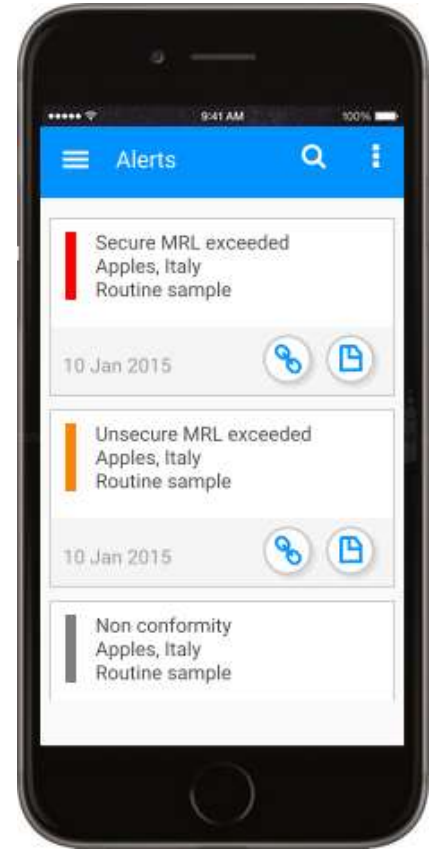 9:41 AM
100%
Alerts
Secure MRL exceeded
Apples, Italy
Routine sample
10 Jan 2015
Unsecure MRL exceeded
Apples, Italy
Routine sample
10 Jan 2015
Non conformity
Apples, Italy
Routine sample